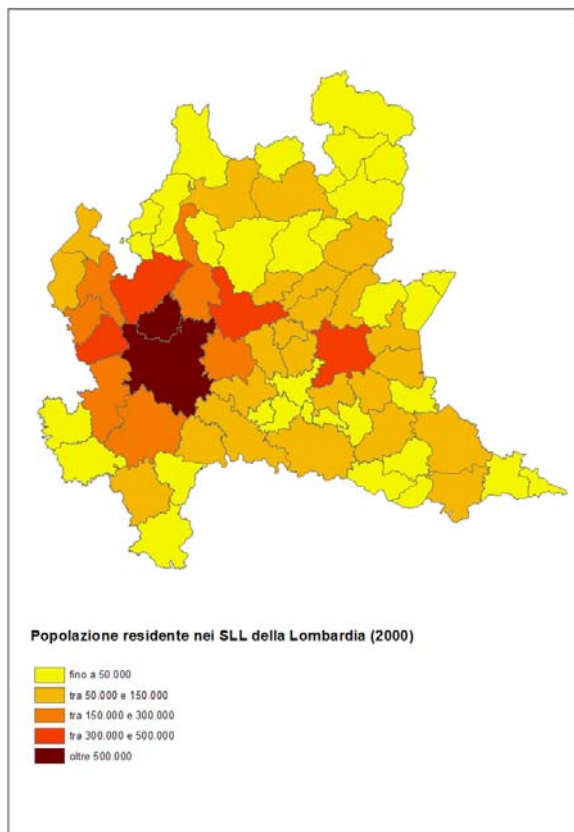 Popolazione residente nei SLL della Lombardia (2000)
fino a 50.000
tra 50.000 e 150.000
tra 150.000 e 300.000
tra 300.000 e 500.000
oltre 500.000